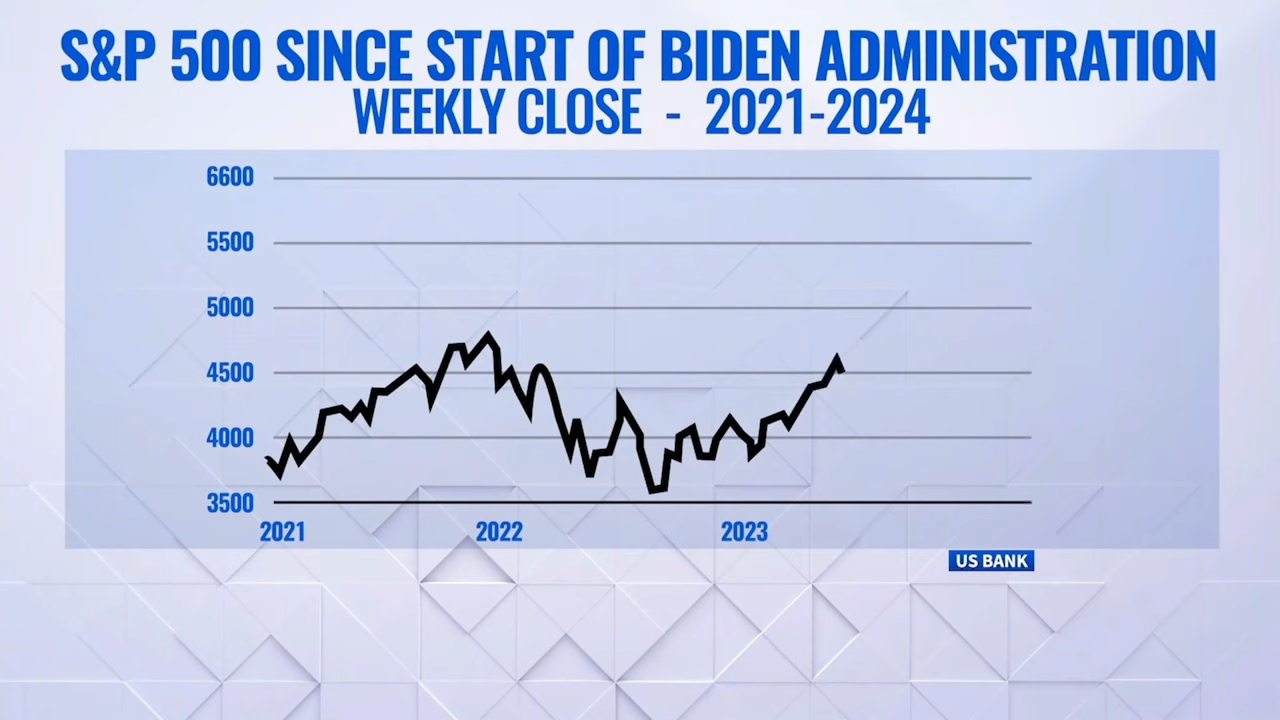 S&P 500 SINCE START OF BIDEN ADMINISTRATION
WEEKLY CLOSE - 2021-2024
6600
5500
5000
4500
4000
3500
2021 2022 2023
US BANK